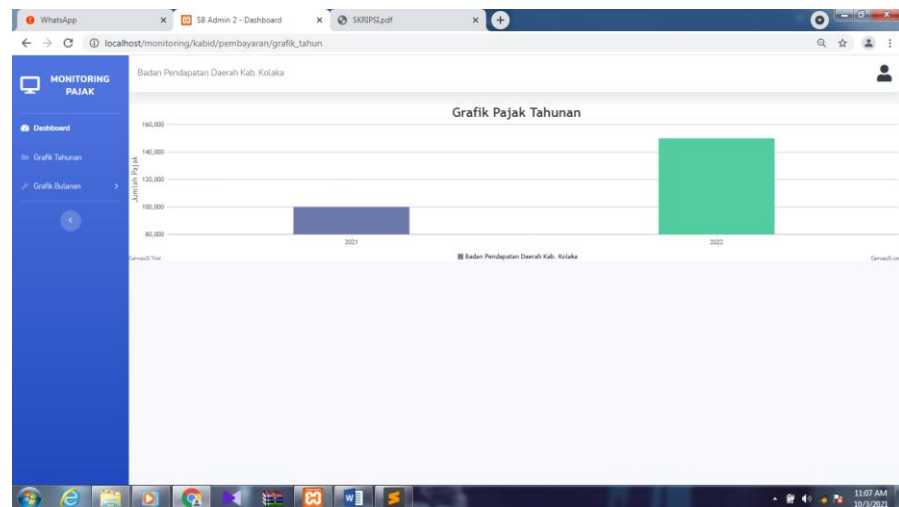 WhatsApp
SB Admin 2 - Dashboard
SKRIPSI.pdf
localhost/monitoring/kabid/pembayaran/grafik_tahun
MONITORING
PAJAK
Badan Pendapatan Daerah Kab. Kolaka
Dashboard
Grafik Tahunan
Grafik Bulanan
Grafik Pajak Tahunan
Jumlah Pajak
160,000
140,000
120,000
100,000
80,000
2021
2022
CanvasJS Trial
Badan Pendapatan Daerah Kab. Kolaka
11:07 AM
10/3/2021